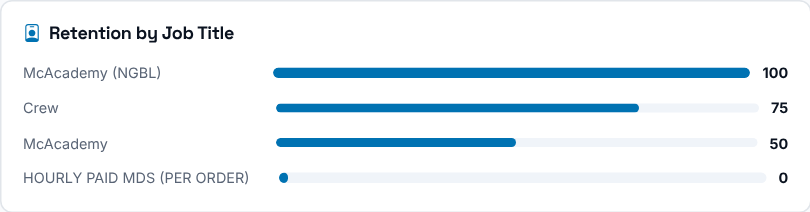 Retention by Job Title
McAcademy (NGBL) 100
Crew 75
McAcademy 50
HOURLY PAID MDS (PER ORDER) 0